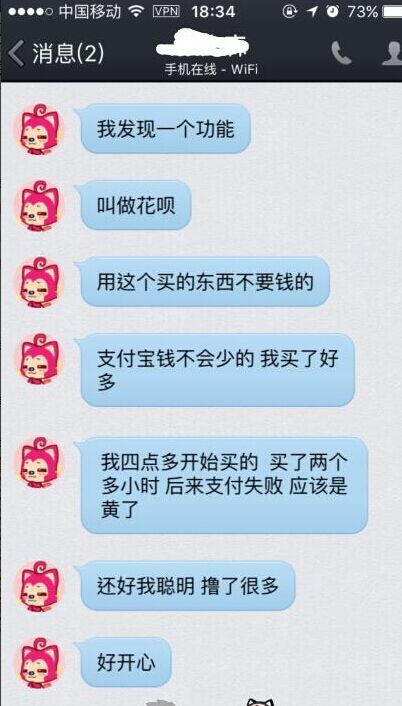 中国移动 VPN 18:34 73%
消息(2)
手机在线 - WiFi
我发现一个功能
叫做花呗
用这个买的东西不要钱的
支付宝钱不会少的 我买了好
多
我四点多开始买的 买了两个
多小时 后来支付失败 应该是
黄了
还好我聪明 撸了很多
好开心